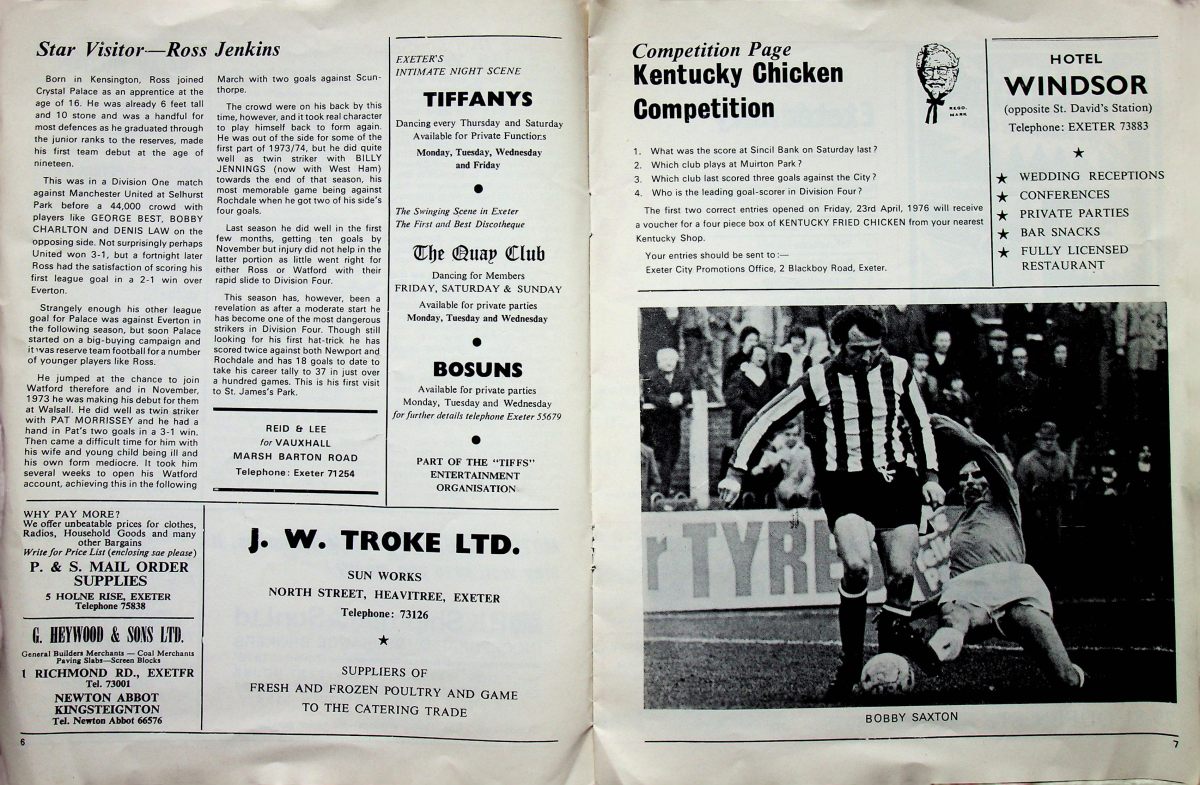 Star Visitor—Ross Jenkins
Born in Kensington, Ross joined
Crystal Palace as an apprentice at the
age of 16. He was already 6 feet tall
and 10 stone and was a handful for
most defences as he graduated through
the junior ranks to the reserves, made
his first team debut at the age of
nineteen.
This was in a Division One match
against Manchester United at Selhurst
Park before a 44,000 crowd with
players like GEORGE BEST, BOBBY
CHARLTON and DENIS LAW on the
opposing side. Not surprisingly perhaps
United won 3-1, but a fortnight later
Ross had the satisfaction of scoring his
first league goal in a 2-1 win over
Everton.
Strangely enough his other league
goal for Palace was against Everton in
the following season, but soon Palace
started on a big-buying campaign and
it was reserve team football for a number
of younger players like Ross.
He jumped at the chance to join
Watford therefore and in November,
1973 he was making his debut for them
at Walsall. He did well as twin striker
with PAT MORRISSEY and he had a
hand in Pat's two goals in a 3-1 win.
Then came a difficult time for him with
his wife and young child being ill and
his own form mediocre. It took him
several weeks to open his Watford
account, achieving this in the following
March with two goals against Scun-
thorpe.
The crowd were on his back by this
time, however, and it took real character
to play himself back to form again.
He was out of the side for some of the
first part of 1973/74, but he did quite
well as twin striker with BILLY
JENNINGS (now with West Ham)
towards the end of that season, his
most memorable game being against
Rochdale when he got two of his side's
four goals.
Last season he did well in the first
few months, getting ten goals by
November but injury did not help in the
latter portion as little went right for
either Ross or Watford with their
rapid slide to Division Four.
This season has, however, been a
revelation as after a moderate start he
has become one of the most dangerous
strikers in Division Four. Though still
looking for his first hat-trick he has
scored twice against both Newport and
Rochdale and has 18 goals to date to
take his career tally to 37 in just over
a hundred games. This is his first visit
to St. James's Park.
REID & LEE
for VAUXHALL
MARSH BARTON ROAD
Telephone: Exeter 71254
EXETER'S
INTIMATE NIGHT SCENE
TIFFANYS
Dancing every Thursday and Saturday
Available for Private Functions
Monday, Tuesday, Wednesday
and Friday
●
The Swinging Scene in Exeter
The First and Best Discotheque
The Quay Club
Dancing for Members
FRIDAY, SATURDAY & SUNDAY
Available for private parties
Monday, Tuesday and Wednesday
●
BOSUNS
Available for private parties
Monday, Tuesday and Wednesday
for further details telephone Exeter 55679
●
PART OF THE "TIFFS"
ENTERTAINMENT
ORGANISATION
WHY PAY MORE?
We offer unbeatable prices for clothes,
Radios, Household Goods and many
other Bargains
Write for Price List (enclosing sae please)
P. & S. MAIL ORDER
SUPPLIES
5 HOLNE RISE, EXETER
Telephone 75838
G. HEYWOOD & SONS LTD.
General Builders Merchants — Coal Merchants
Paving Slabs—Screen Blocks
1 RICHMOND RD., EXETER
Tel. 73001
NEWTON ABBOT
KINGSTEIGNTON
Tel. Newton Abbot 66576
J. W. TROKE LTD.
SUN WORKS
NORTH STREET, HEAVITREE, EXETER
Telephone: 73126
★
SUPPLIERS OF
FRESH AND FROZEN POULTRY AND GAME
TO THE CATERING TRADE
6
Competition Page
Kentucky Chicken
Competition
REGD.
MARK
1. What was the score at Sincil Bank on Saturday last?
2. Which club plays at Muirton Park?
3. Which club last scored three goals against the City?
4. Who is the leading goal-scorer in Division Four?
The first two correct entries opened on Friday, 23rd April, 1976 will receive
a voucher for a four piece box of KENTUCKY FRIED CHICKEN from your nearest
Kentucky Shop.
Your entries should be sent to :—
Exeter City Promotions Office, 2 Blackboy Road, Exeter.
HOTEL
WINDSOR
(opposite St. David's Station)
Telephone: EXETER 73883
★
★ WEDDING RECEPTIONS
★ CONFERENCES
★ PRIVATE PARTIES
★ BAR SNACKS
★ FULLY LICENSED
RESTAURANT
r TYRE
BOBBY SAXTON
7